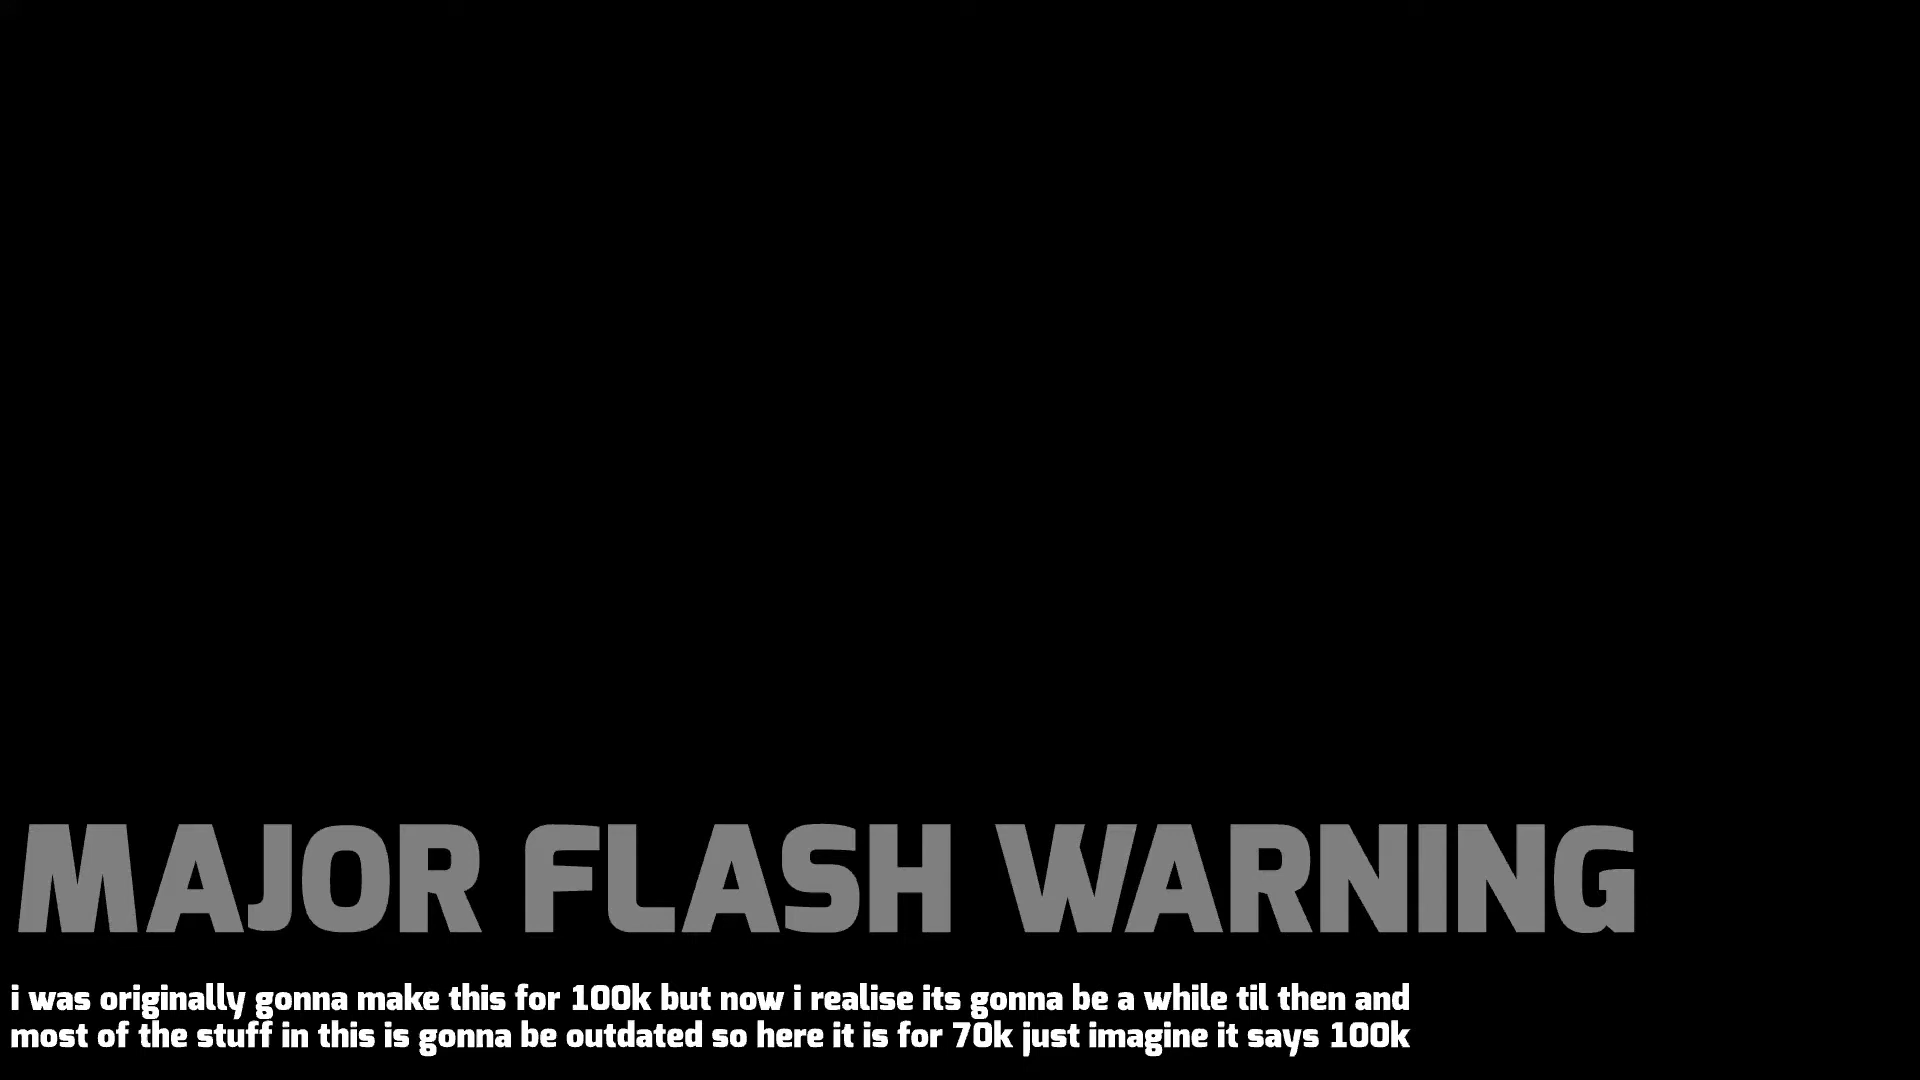 MAJOR FLASH WARNING
i was originally gonna make this for 100k but now i realise its gonna be a while til then and
most of the stuff in this is gonna be outdated so here it is for 70k just imagine it says 100k